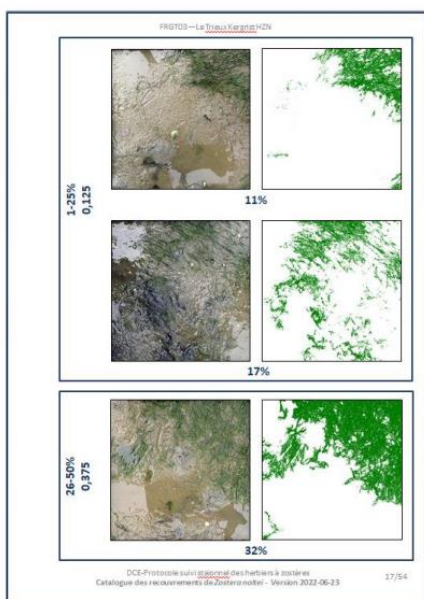 FRGT03 — Le Trieux Kergrist HZN
1-25%
0,125
11%
17%
26-50%
0,375
32%
DCE-Protocole suivi stationnel des herbiers à zostères
Catalogue des recouvrements de Zostera noltei - Version 2022-06-23
17/54